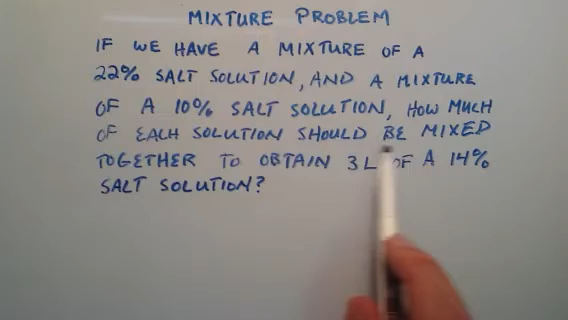 MIXTURE PROBLEM
IF WE HAVE A MIXTURE OF A
22% SALT SOLUTION, AND A MIXTURE
OF A 10% SALT SOLUTION, HOW MUCH
OF EACH SOLUTION SHOULD BE MIXED
TOGETHER TO OBTAIN 3 L OF A 14%
SALT SOLUTION?